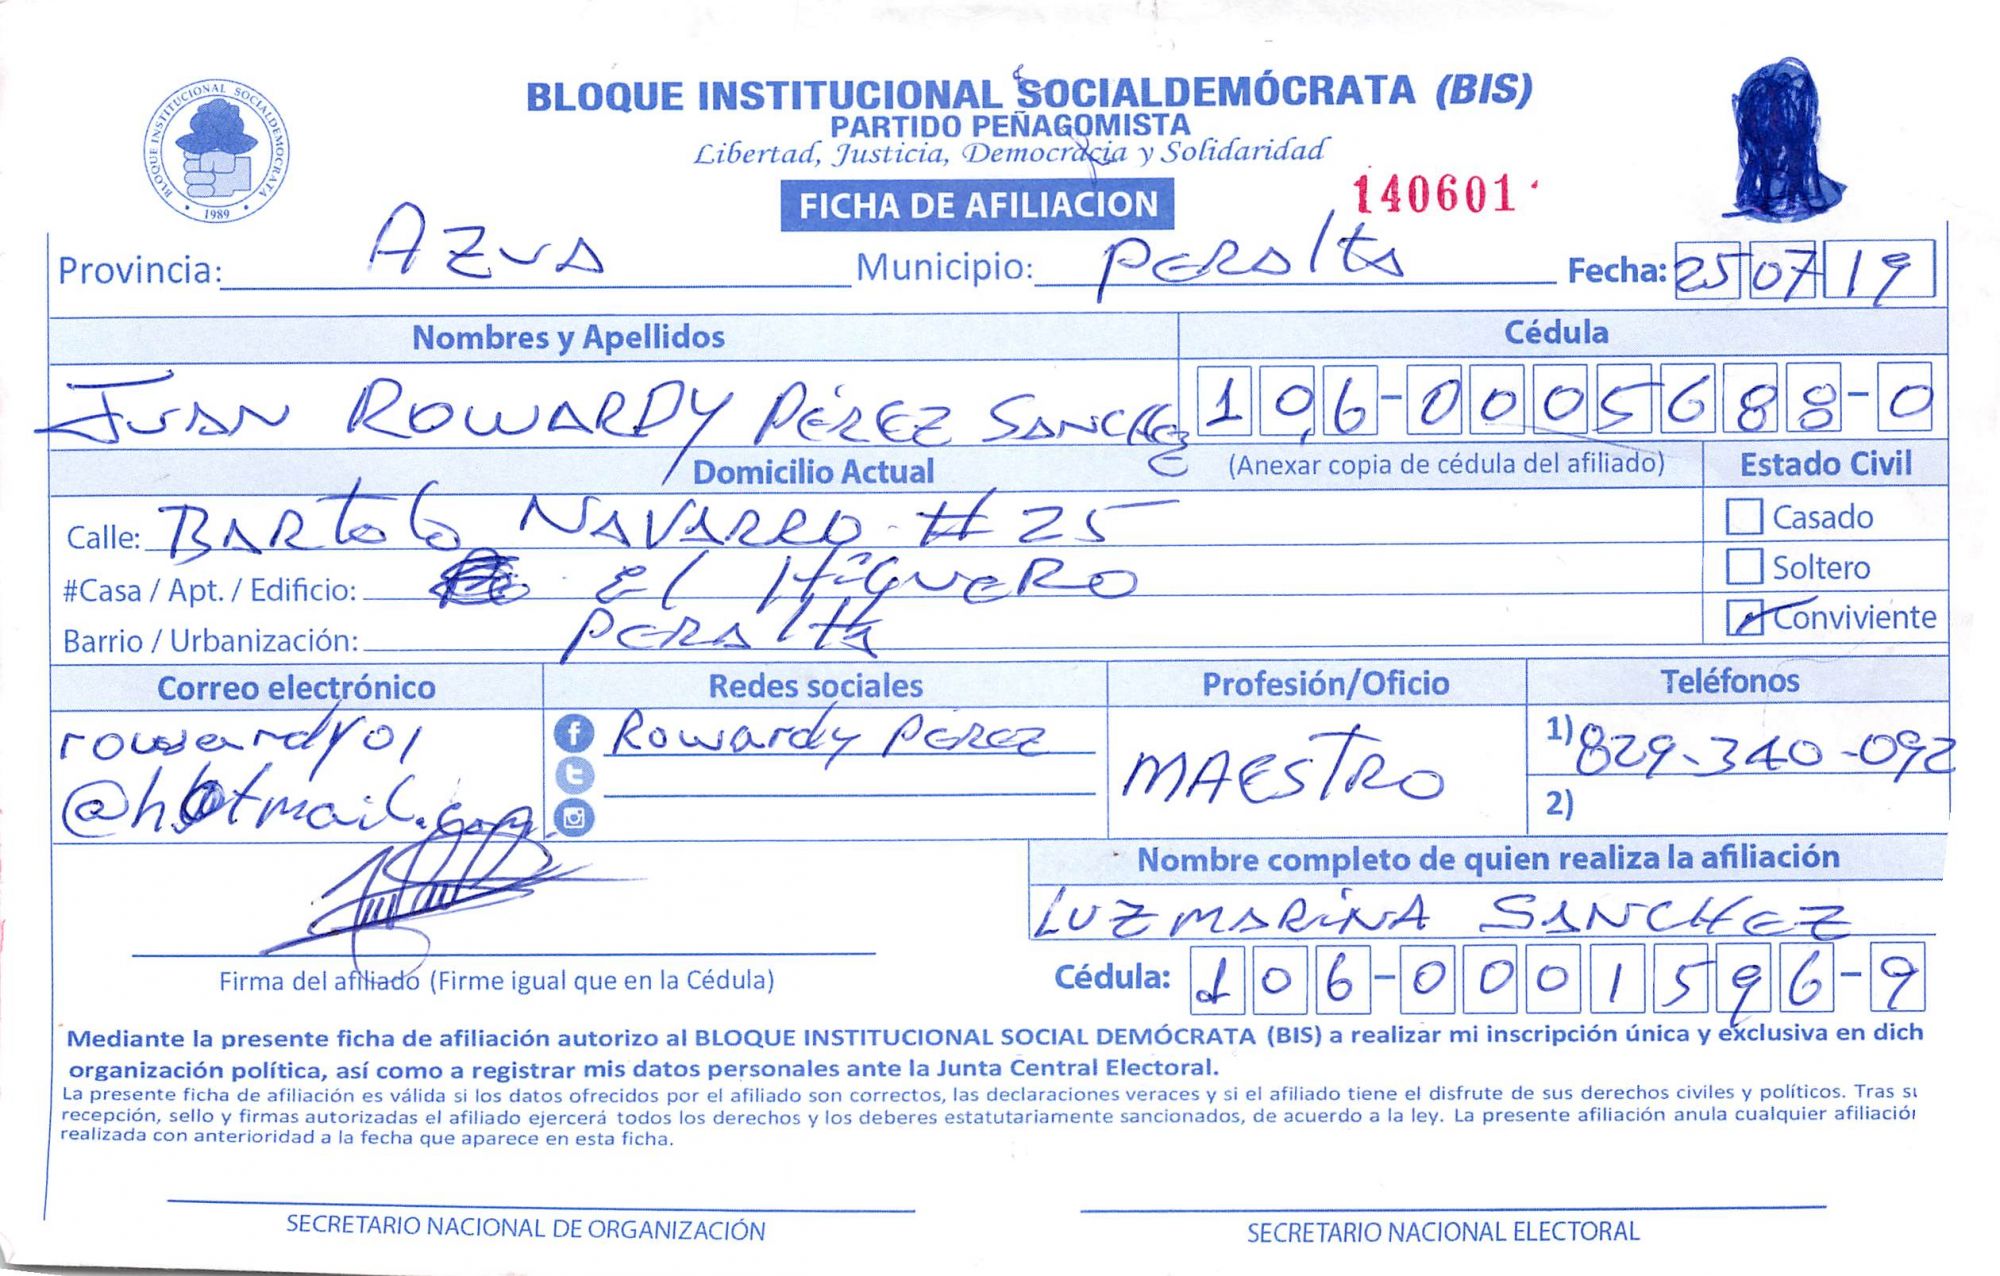 BLOQUE INSTITUCIONAL SOCIALDEMOCRATA
1989
BLOQUE INSTITUCIONAL SOCIALDEMÓCRATA (BIS)
PARTIDO PEÑAGOMISTA
Libertad, Justicia, Democracia y Solidaridad
FICHA DE AFILIACION
140601
Provincia: AZUA Municipio: PERALTA Fecha: 25 07 19
Nombres y Apellidos Cédula
JUAN ROWARDY PÉREZ SANCHEZ 106-0005688-0
Domicilio Actual (Anexar copia de cédula del afiliado) Estado Civil
Calle: BARTOLO NAVARRO # 25 Casado
#Casa / Apt. / Edificio: El HIGUERO Soltero
Barrio / Urbanización: PERALTA Conviviente
Correo electrónico Redes sociales Profesión/Oficio Teléfonos
rowardy01 Rowardy Pérez MAESTRO 1) 829-340-092
@hotmail.com 2)
Nombre completo de quien realiza la afiliación
LUZ MARINA SANCHEZ
Firma del afiliado (Firme igual que en la Cédula) Cédula: 106-0001596-9
Mediante la presente ficha de afiliación autorizo al BLOQUE INSTITUCIONAL SOCIAL DEMÓCRATA (BIS) a realizar mi inscripción única y exclusiva en dich
organización política, así como a registrar mis datos personales ante la Junta Central Electoral.
La presente ficha de afiliación es válida si los datos ofrecidos por el afiliado son correctos, las declaraciones veraces y si el afiliado tiene el disfrute de sus derechos civiles y políticos. Tras su
recepción, sello y firmas autorizadas el afiliado ejercerá todos los derechos y los deberes estatutariamente sancionados, de acuerdo a la ley. La presente afiliación anula cualquier afiliación
realizada con anterioridad a la fecha que aparece en esta ficha.
SECRETARIO NACIONAL DE ORGANIZACIÓN SECRETARIO NACIONAL ELECTORAL